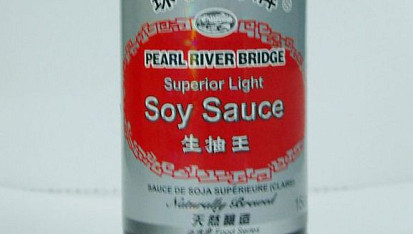 PEARL RIVER BRIDGE
Superior Light
Soy Sauce
生抽王
SAUCE DE SOJA SUPÉRIEURE (CLAIRE)
Naturally Brewed
天然釀造